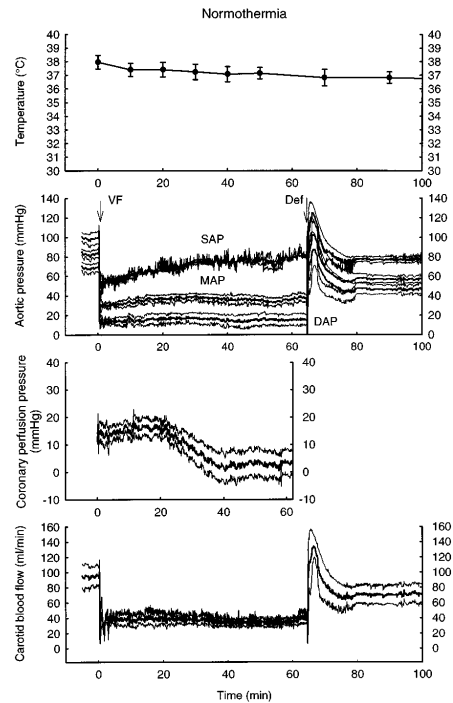 Normothermia
Temperature (°C)
40 40
39 39
38 38
37 37
36 36
35 35
34 34
33 33
32 32
31 31
30 30
0 20 40 60 80 100
Aortic pressure (mmHg)
VF Def
140 140
120 120
100 100
80 80
60 60
40 40
20 20
0 0
SAP
MAP
DAP
0 20 40 60 80 100
Coronary perfusion pressure
(mmHg)
40 40
30 30
20 20
10 10
0 0
-10 -10
0 20 40 60
Carotid blood flow (ml/min)
160 160
140 140
120 120
100 100
80 80
60 60
40 40
20 20
0 0
0 20 40 60 80 100
Time (min)